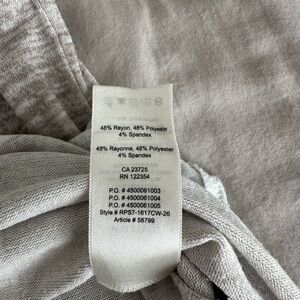 48% Rayon, 48% Polyester
4% Spandex
48% Rayonne, 48% Polyester
4% Spandex
CA 23725
RN 122354
P.O. # 4500061003
P.O. # 4500061004
P.O. # 4500061005
Style # RPS7-1617CW-26
Article # 58799